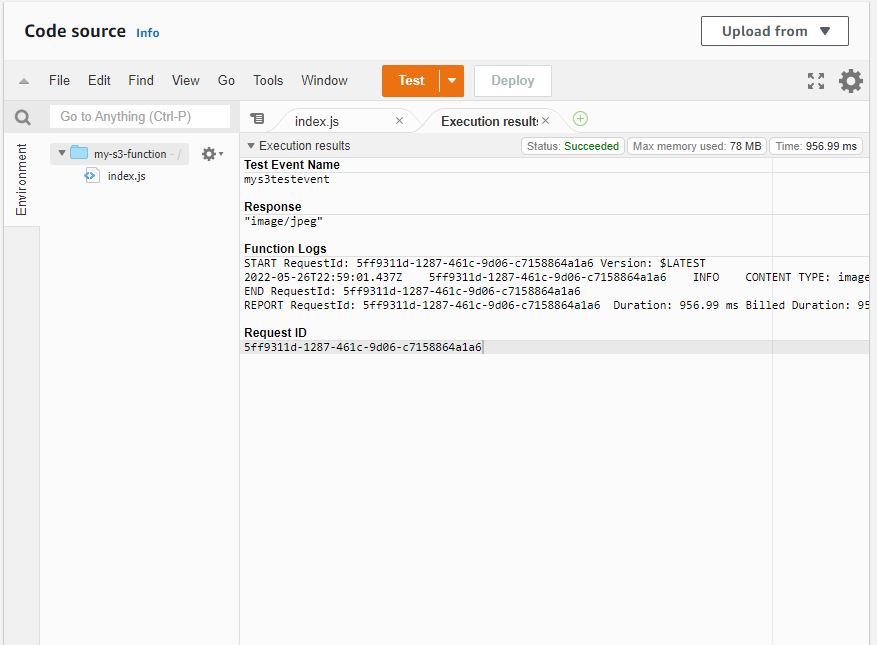 Code source Info
Upload from
File Edit Find View Go Tools Window
Test
Deploy
Go to Anything (Ctrl-P)
index.js
Execution results
Environment
my-s3-function - /
index.js
Execution results
Status: Succeeded
Max memory used: 78 MB
Time: 956.99 ms
Test Event Name
mys3testevent
Response
"image/jpeg"
Function Logs
START RequestId: 5ff9311d-1287-461c-9d06-c7158864a1a6 Version: $LATEST
2022-05-26T22:59:01.437Z 5ff9311d-1287-461c-9d06-c7158864a1a6 INFO CONTENT TYPE: image
END RequestId: 5ff9311d-1287-461c-9d06-c7158864a1a6
REPORT RequestId: 5ff9311d-1287-461c-9d06-c7158864a1a6 Duration: 956.99 ms Billed Duration: 95
Request ID
5ff9311d-1287-461c-9d06-c7158864a1a6